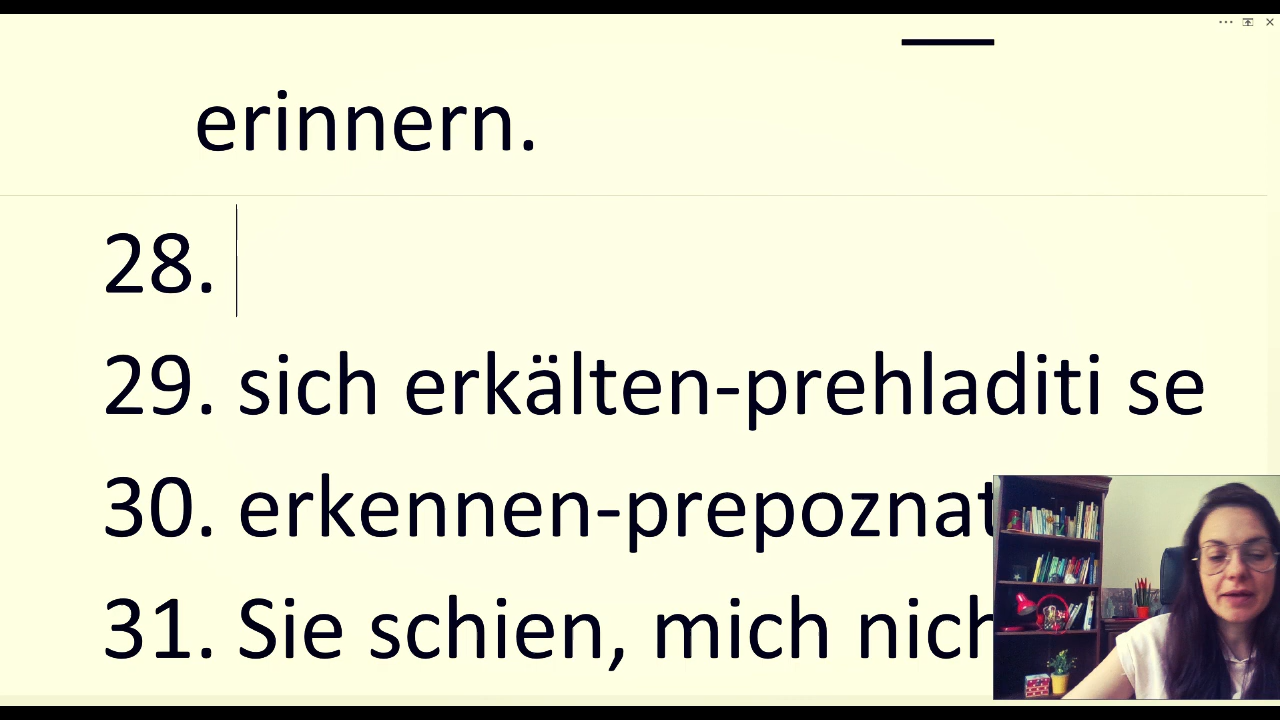 erinnern.
28.
29. sich erkälten-prehladiti se
30. erkennen-prepoznat
31. Sie schien, mich nich